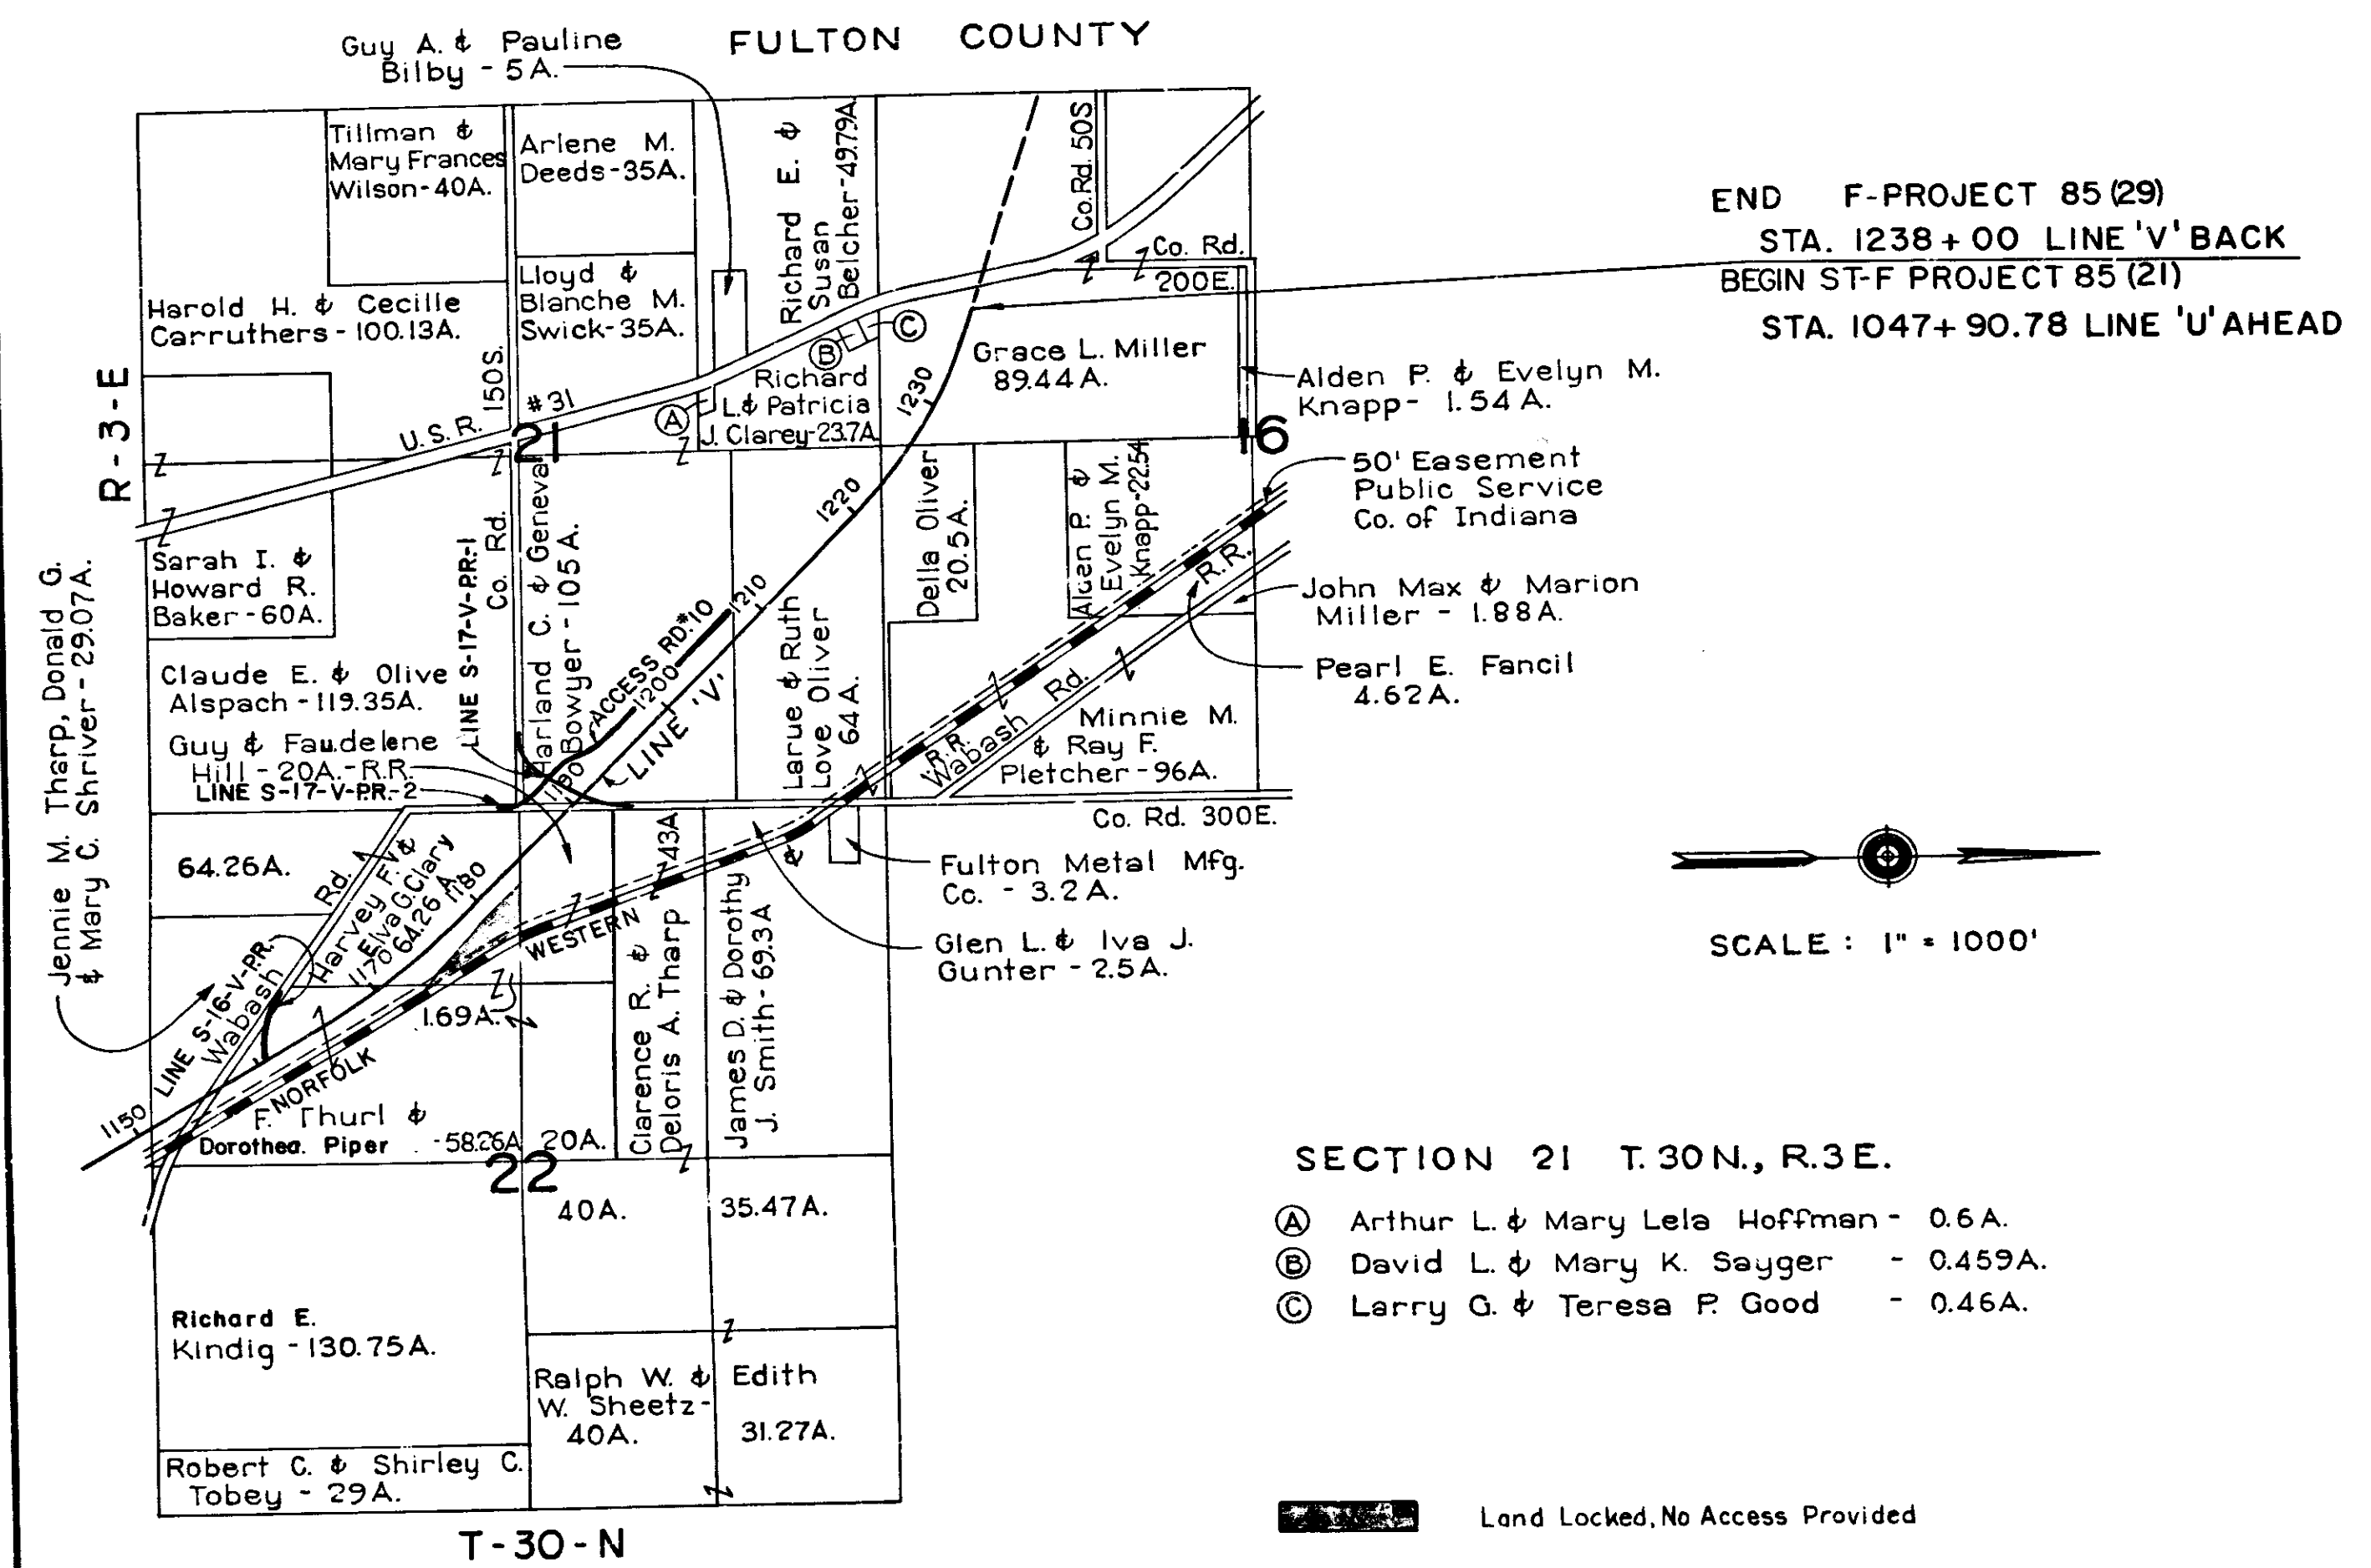 FULTON COUNTY
Guy A. & Pauline
Bilby - 5A.
Tillman &
Mary Frances
Wilson-40A.
Arlene M.
Deeds-35A.
Richard E. &
Susan
Belcher-49.79A
Co.Rd. 50S
END F-PROJECT 85 (29)
STA. 1238+00 LINE 'V' BACK
BEGIN ST-F PROJECT 85 (21)
STA. 1047+90.78 LINE 'U' AHEAD
Co. Rd.
200E.
Harold H. & Cecille
Carruthers - 100.13A.
Lloyd &
Blanche M.
Swick-35A.
B
C
Grace L. Miller
89.44A.
Alden P. & Evelyn M.
Knapp- 1.54A.
R-3-E
150S.
Co. Rd.
#31
U.S.R.
21
A
Richard
L.& Patricia
J. Clarey-23.7A.
1230
1220
1210
16
50' Easement
Public Service
Co. of Indiana
Sarah I. &
Howard R.
Baker-60A.
Harland C. & Geneva
Bowyer-105A.
LINE S-17-V-P.R.-1
Della Oliver
20.5A.
Alden P. &
Evelyn M.
Knapp-22.54
R.R.
John Max & Marion
Miller - 1.88A.
Pearl E. Fancil
4.62A.
Jennie M. Tharp, Donald G.
& Mary C. Shriver-29.07A.
Claude E. & Olive
Alspach-119.35A.
ACCESS RD.#10
1200
LINE 'V'
1190
Larue & Ruth
Love Oliver
64A.
Guy & Faudelene
Hill-20A.-R.R.
LINE S-17-V-P.R.-2
R.R.
Wabash Rd.
Minnie M.
& Ray F.
Pletcher-96A.
Co. Rd. 300E.
64.26A.
Rd.
Harvey F. &
Elva G. Clary
64.26 A.
1180
1170
43A
Clarence R. &
Deloris A. Tharp
James D. & Dorothy
J. Smith-69.3A
&
Fulton Metal Mfg.
Co. - 3.2A.
Glen L. & Iva J.
Gunter - 2.5A.
SCALE: 1" = 1000'
WESTERN
LINE S-16-V-P.R.
Wabash
1.69A.
NORFOLK
1150
F. Thurl &
Dorothea. Piper -58.26A
20A.
22
40A.
35.47A.
SECTION 21 T.30N., R.3E.
A Arthur L. & Mary Lela Hoffman - 0.6A.
B David L. & Mary K. Sayger - 0.459A.
C Larry G. & Teresa P. Good - 0.46A.
Richard E.
Kindig -130.75A.
Ralph W. & Edith
W. Sheetz-
40A.
31.27A.
Robert C. & Shirley C.
Tobey - 29A.
Land Locked, No Access Provided
T-30-N